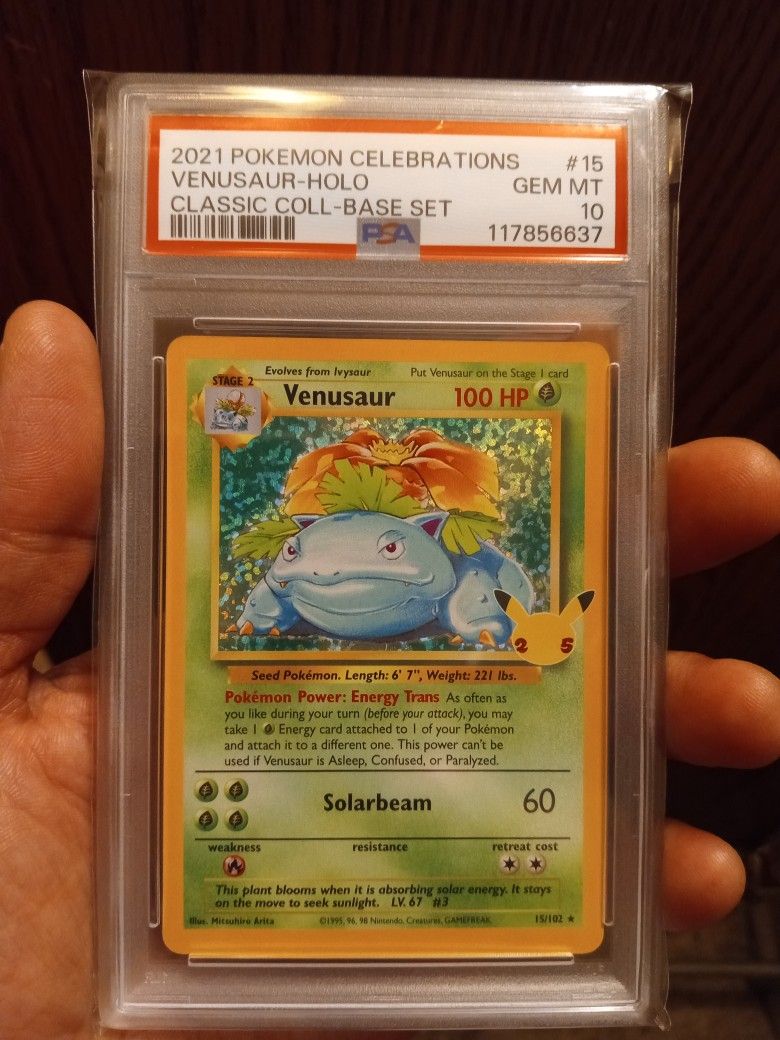 2021 POKEMON CELEBRATIONS #15
VENUSAUR-HOLO GEM MT
CLASSIC COLL-BASE SET 10
PSA 117856637
Evolves from Ivysaur Put Venusaur on the Stage 1 card
STAGE 2
Venusaur 100 HP
2 5
Seed Pokémon. Length: 6' 7", Weight: 221 lbs.
Pokémon Power: Energy Trans As often as
you like during your turn (before your attack), you may
take 1 Energy card attached to 1 of your Pokémon
and attach it to a different one. This power can't be
used if Venusaur is Asleep, Confused, or Paralyzed.
Solarbeam 60
weakness resistance retreat cost
This plant blooms when it is absorbing solar energy. It stays
on the move to seek sunlight. LV. 67 #3
Illus. Mitsuhiro Arita ©1995, 96, 98 Nintendo, Creatures, GAMEFREAK. 15/102 ★